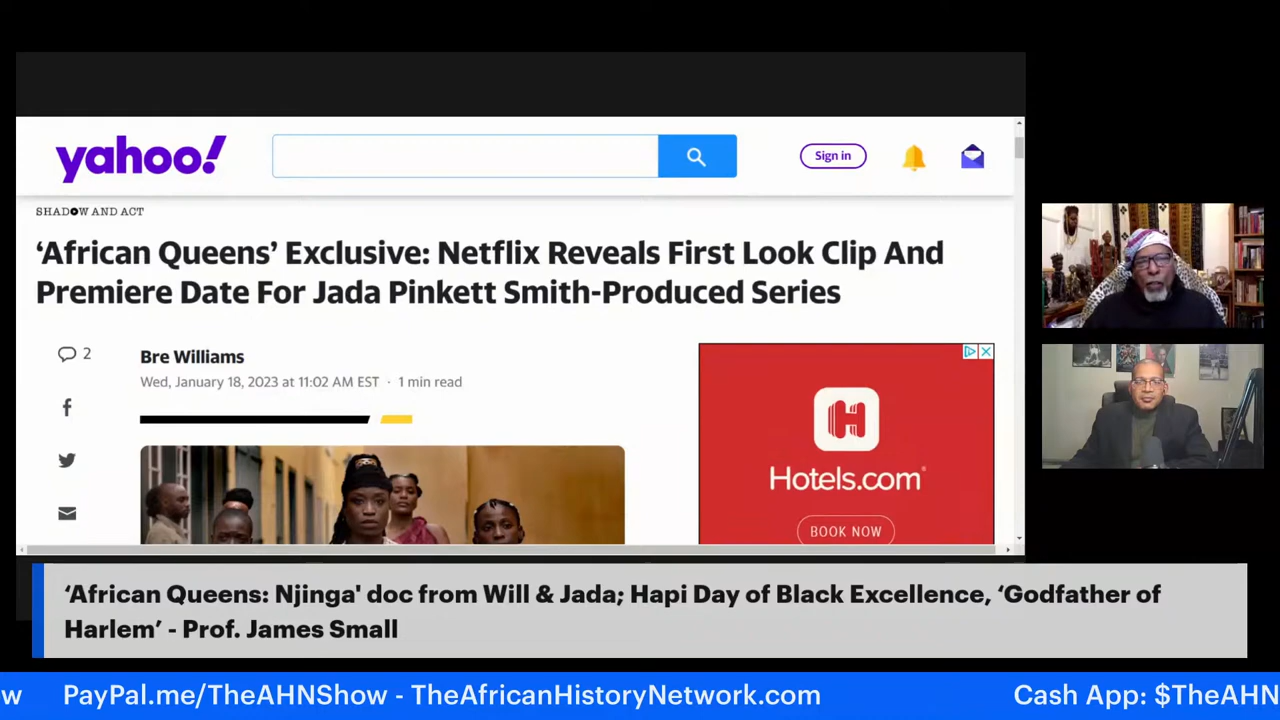 yahoo!
Sign in
SHADOW AND ACT
‘African Queens’ Exclusive: Netflix Reveals First Look Clip And
Premiere Date For Jada Pinkett Smith-Produced Series
2
Bre Williams
Wed, January 18, 2023 at 11:02 AM EST · 1 min read
Hotels.com
BOOK NOW
‘African Queens: Njinga' doc from Will & Jada; Hapi Day of Black Excellence, ‘Godfather of
Harlem’ - Prof. James Small
w PayPal.me/TheAHNShow - TheAfricanHistoryNetwork.com Cash App: $TheAHN